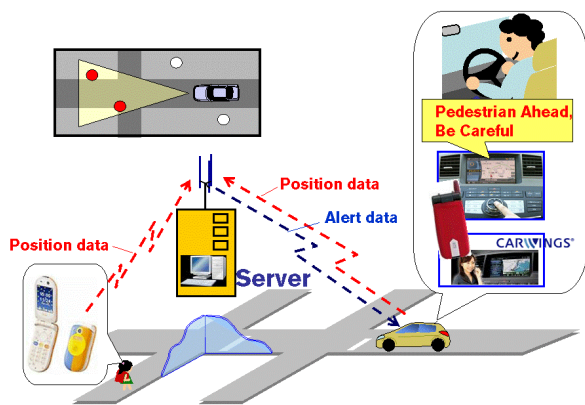 Pedestrian Ahead,
Be Careful
Position data
Alert data
CARWINGS®
Position data
Server